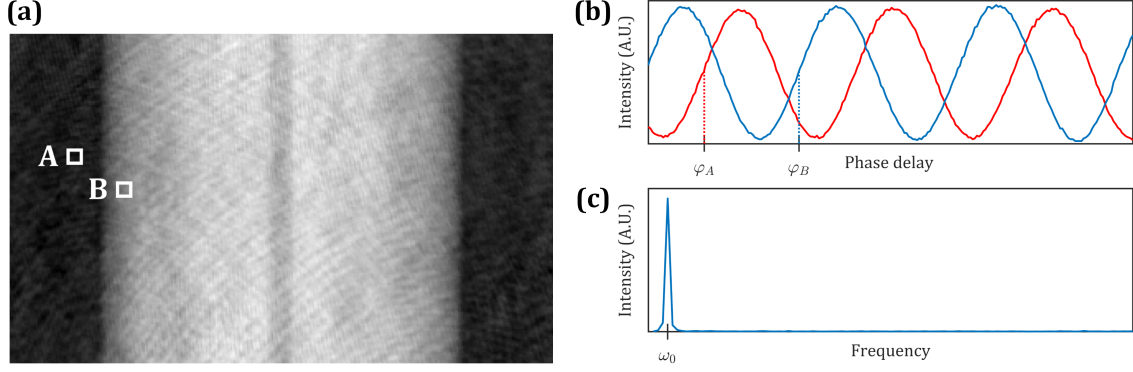 (a)
A
B
(b)
Intensity (A.U.)
Phase delay
φA
φB
(c)
Intensity (A.U.)
Frequency
ω0